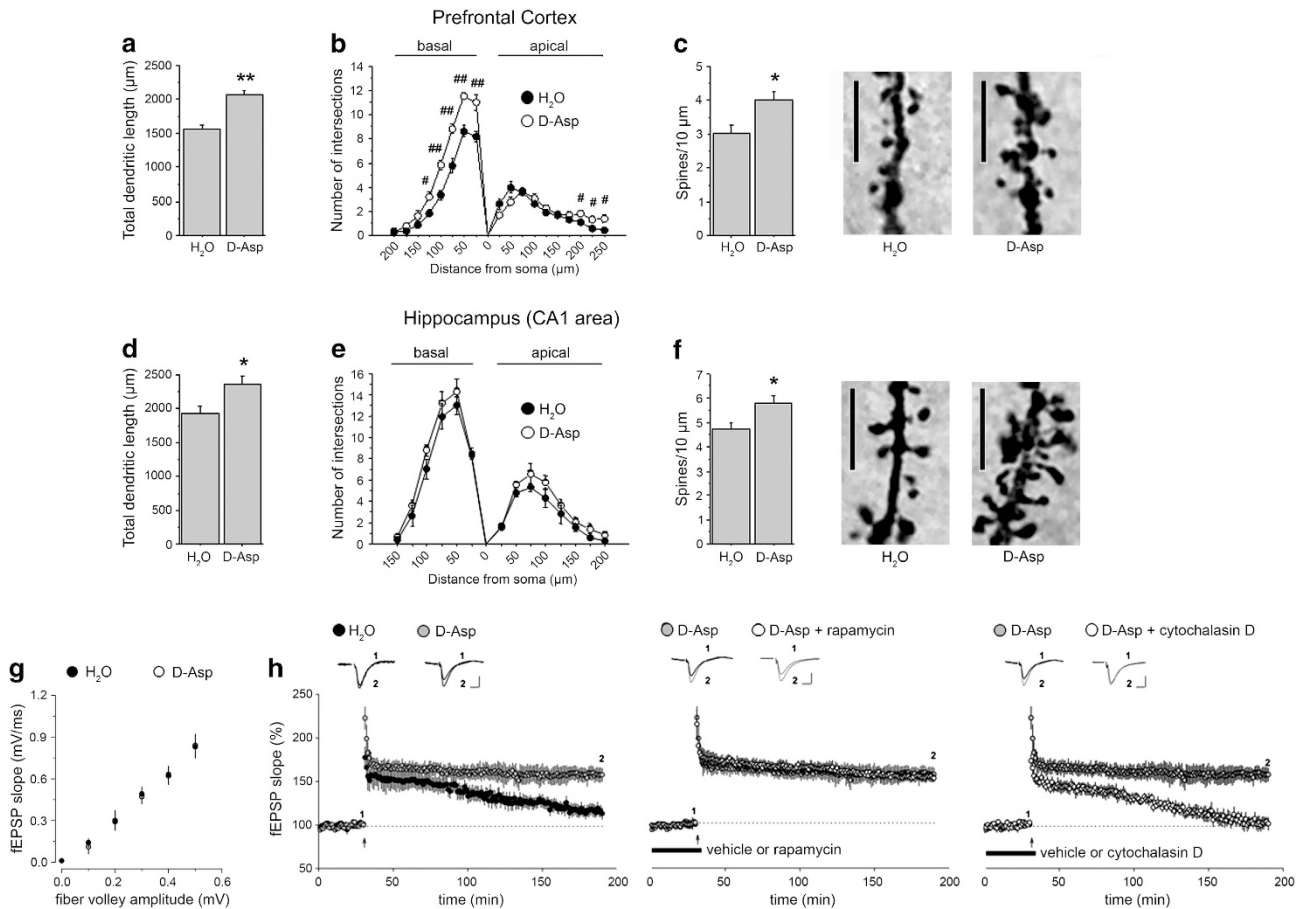 Prefrontal Cortex
a
Total dendritic length (µm)
2500
2000
1500
1000
500
0
**
H₂O D-Asp
b
basal apical
Number of intersections
14
12
10
8
6
4
2
0
# ## ## ## ##
H₂O
D-Asp
# # #
200 150 100 50 0 50 100 150 200 250
Distance from soma (µm)
c
Spines/10 µm
5
4
3
2
1
0
*
H₂O D-Asp
H₂O D-Asp
Hippocampus (CA1 area)
d
Total dendritic length (µm)
2500
2000
1500
1000
500
0
*
H₂O D-Asp
e
basal apical
Number of intersections
16
14
12
10
8
6
4
2
0
H₂O
D-Asp
150 100 50 0 50 100 150 200
Distance from soma (µm)
f
Spines/10 µm
7
6
5
4
3
2
1
0
*
H₂O D-Asp
H₂O D-Asp
g
H₂O D-Asp
fEPSP slope (mV/ms)
1.2
0.9
0.6
0.3
0.0
0.0 0.2 0.4 0.6
fiber volley amplitude (mV)
h
H₂O D-Asp
1
2 2
fEPSP slope (%)
250
200
150
100
50
2
1
0 50 100 150 200
time (min)
D-Asp D-Asp + rapamycin
1
2
2
1
vehicle or rapamycin
0 50 100 150 200
time (min)
D-Asp D-Asp + cytochalasin D
1
2
2
1
vehicle or cytochalasin D
0 50 100 150 200
time (min)